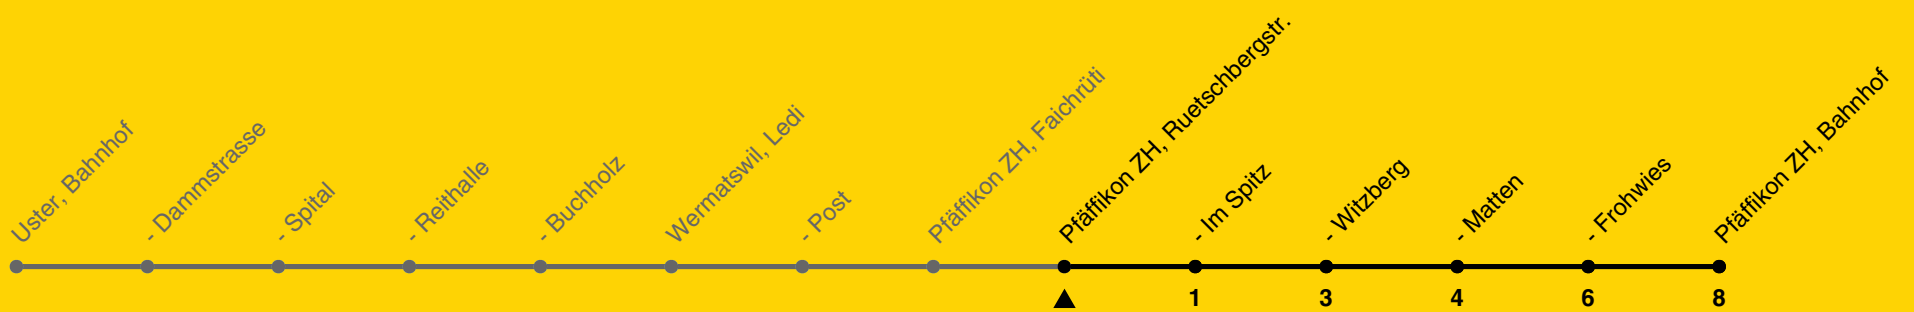 Uster, Bahnhof
- Dammstrasse
- Spital
- Reithalle
- Buchholz
Wermatswil, Ledi
- Post
Pfäffikon ZH, Faichrüti
Pfäffikon ZH, Ruetschbergstr.
- Im Spitz
- Witzberg
- Matten
- Frohwies
Pfäffikon ZH, Bahnhof
1 3 4 6 8